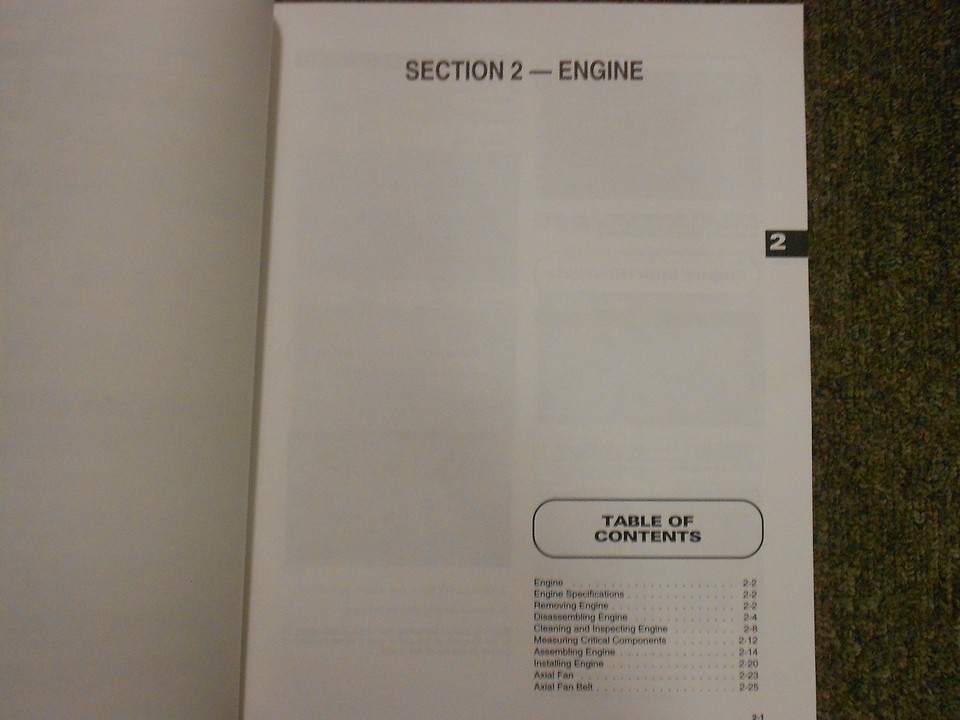 SECTION 2 — ENGINE
2
TABLE OF
CONTENTS
Engine . . . . . . . . . . . . . . . . . . . . . . 2-2
Engine Specifications . . . . . . . . . . . . . . 2-2
Removing Engine . . . . . . . . . . . . . . . . 2-2
Disassembling Engine . . . . . . . . . . . . . . 2-4
Cleaning and Inspecting Engine . . . . . . . . 2-8
Measuring Critical Components . . . . . . . . 2-12
Assembling Engine . . . . . . . . . . . . . . . 2-14
Installing Engine . . . . . . . . . . . . . . . . 2-20
Axial Fan . . . . . . . . . . . . . . . . . . . . 2-23
Axial Fan Belt . . . . . . . . . . . . . . . . . . 2-25
2-1